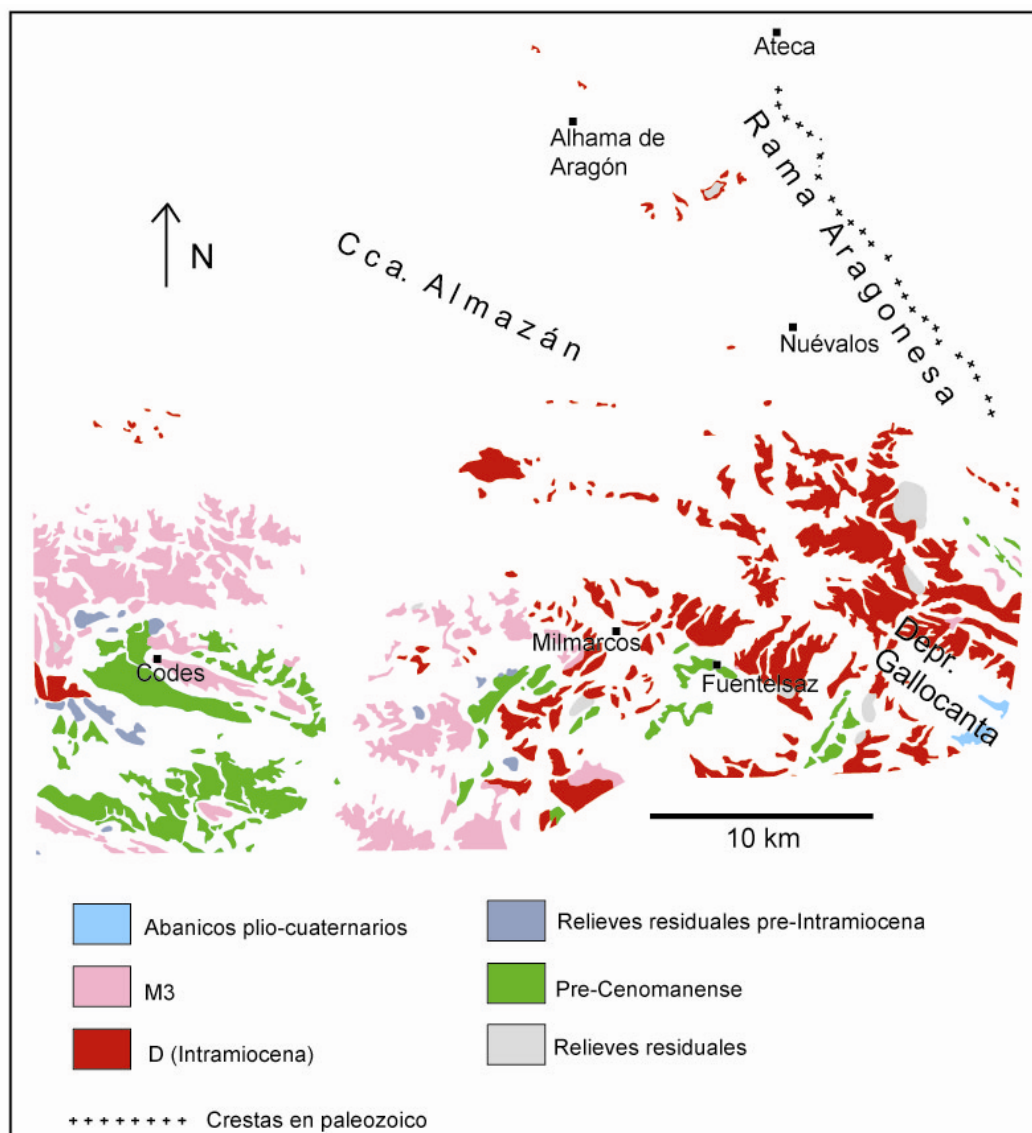 Ateca
Alhama de
Aragón
Rama Aragonesa
N
Cca. Almazán
Nuévalos
Milmarcos
Codes
Fuentelsaz
Depr.
Gallocanta
10 km
Abanicos plio-cuaternarios
Relieves residuales pre-Intramiocena
M3
Pre-Cenomanense
D (Intramiocena)
Relieves residuales
Crestas en paleozoico